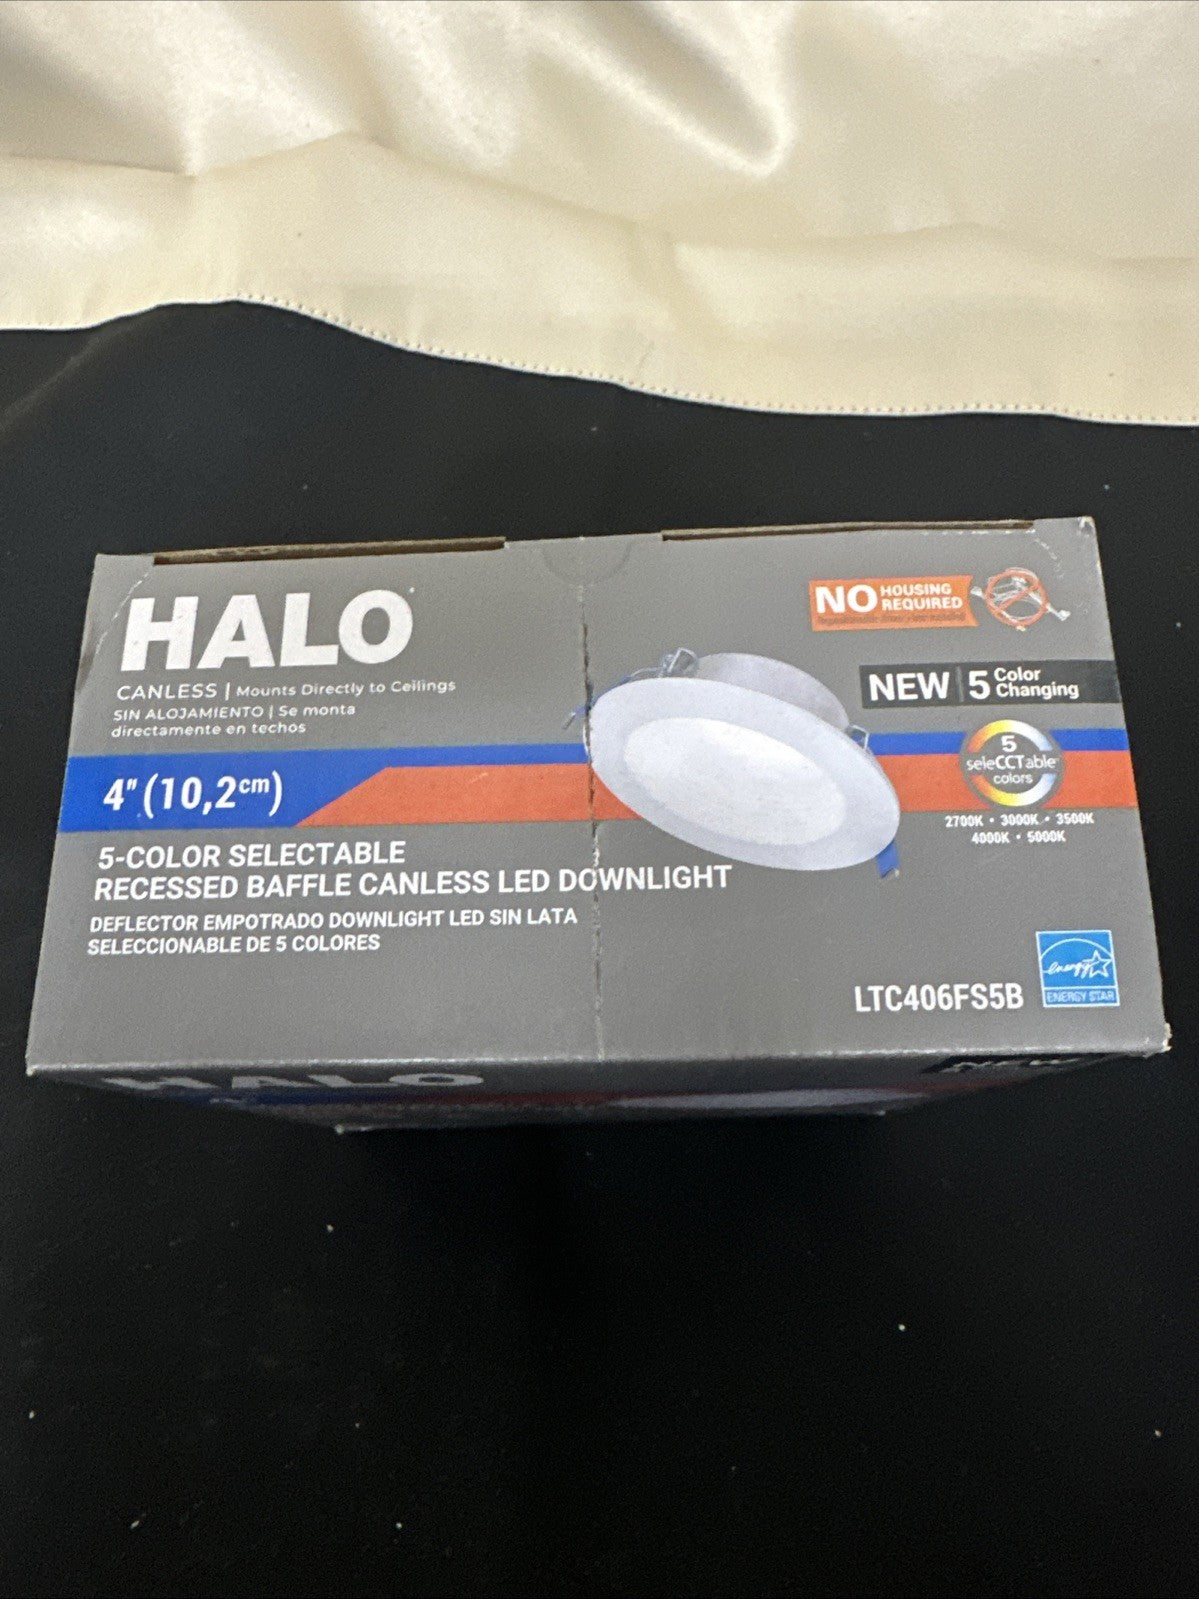 HALO
CANLESS | Mounts Directly to Ceilings
SIN ALOJAMIENTO | Se monta
directamente en techos
4" (10,2cm)
5-COLOR SELECTABLE
RECESSED BAFFLE CANLESS LED DOWNLIGHT
DEFLECTOR EMPOTRADO DOWNLIGHT LED SIN LATA
SELECCIONABLE DE 5 COLORES
NO HOUSING
REQUIRED
NEW | 5 Color
Changing
5
seleCCTable
colors
2700K • 3000K • 3500K
4000K • 5000K
LTC406FS5B
energy
ENERGY STAR
HALO